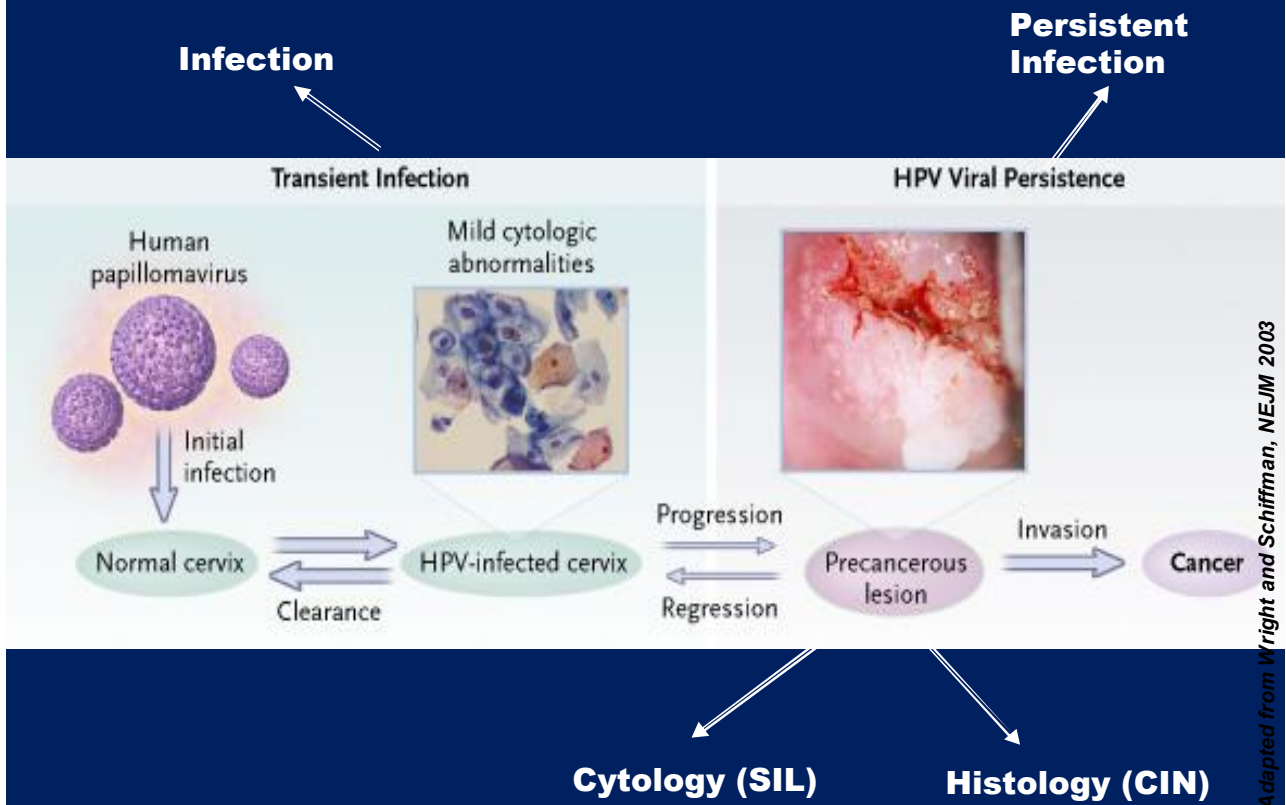 Infection
Persistent
Infection
Transient Infection
HPV Viral Persistence
Human
papillomavirus
Mild cytologic
abnormalities
Initial
infection
Normal cervix
Clearance
HPV-infected cervix
Progression
Regression
Precancerous
lesion
Invasion
Cancer
Adapted from Wright and Schiffman, NEJM 2003
Cytology (SIL)
Histology (CIN)